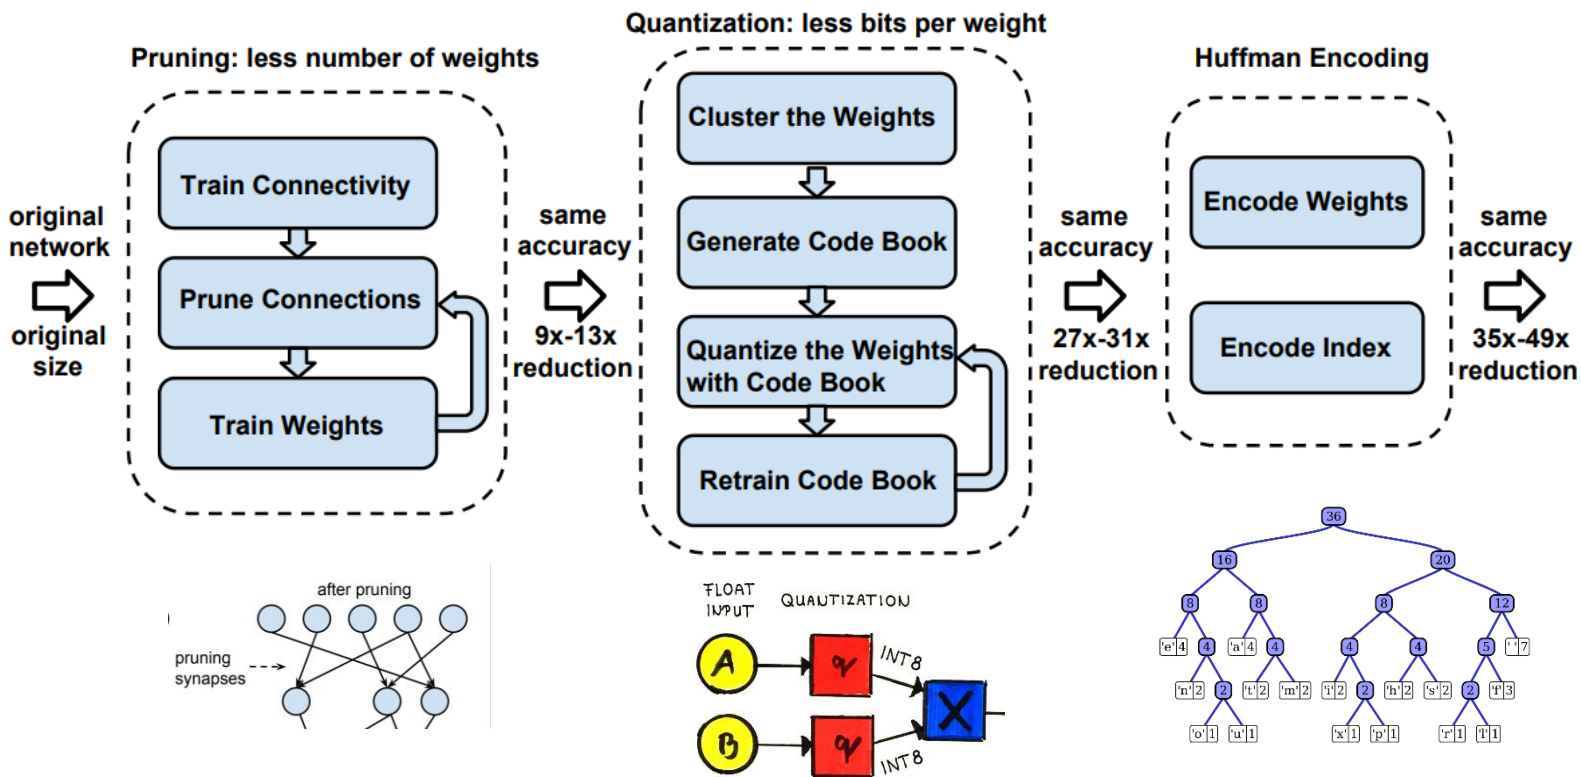 Pruning: less number of weights
Train Connectivity
Prune Connections
Train Weights
original
network
original
size
same
accuracy
9x-13x
reduction
Quantization: less bits per weight
Cluster the Weights
Generate Code Book
Quantize the Weights
with Code Book
Retrain Code Book
same
accuracy
27x-31x
reduction
Huffman Encoding
Encode Weights
Encode Index
same
accuracy
35x-49x
reduction
after pruning
pruning
synapses
FLOAT
INPUT
QUANTIZATION
A
q
INT8
X
B
q
INT8
36
16
20
8
8
8
12
'e' 4
4
'a' 4
4
4
4
5
' ' 7
'n' 2
2
't' 2
'm' 2
'i' 2
2
'h' 2
's' 2
2
'f' 3
'o' 1
'u' 1
'x' 1
'p' 1
'r' 1
'l' 1